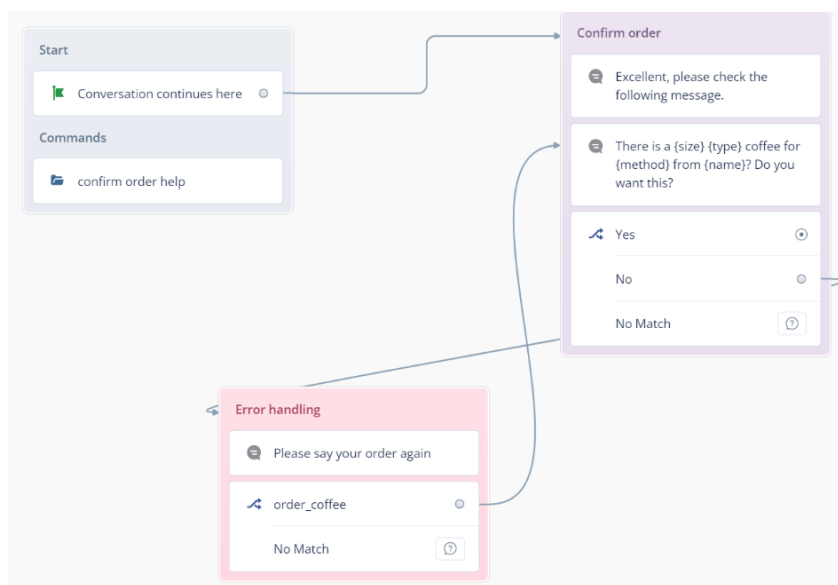 Start
Conversation continues here
Commands
confirm order help
Confirm order
Excellent, please check the
following message.
There is a {size} {type} coffee for
{method} from {name}? Do you
want this?
Yes
No
No Match
Error handling
Please say your order again
order_coffee
No Match